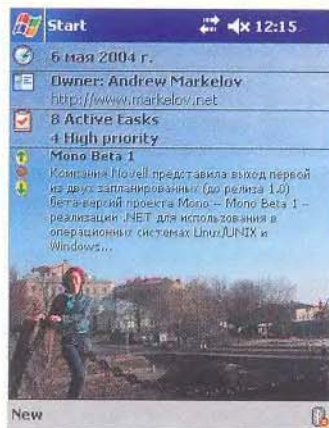 Start 12:15
6 мая 2004 г.
Owner: Andrew Markelov
http://www.markelov.net
8 Active tasks
4 High priority
Mono Beta 1
Компания Novell представила выход первой
из двух запланированных (до релиза 1.0)
бета-версий проекта Mono -- Mono Beta 1 --
реализации .NET для использования в
операционных системах Linux/UNIX и
Windows...
New